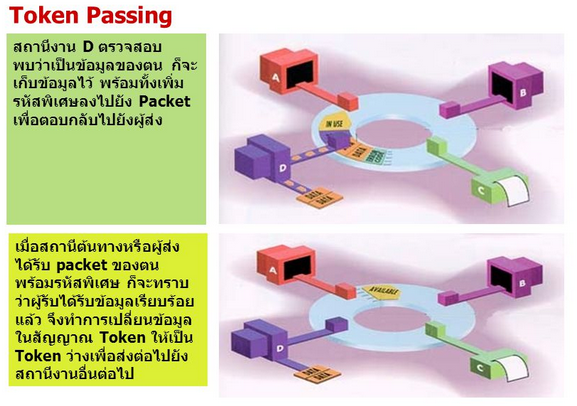 Token Passing
สถานีงาน D ตรวจสอบ
พบว่าเป็นข้อมูลของตน ก็จะ
เก็บข้อมูลไว้ พร้อมทั้งเพิ่ม
รหัสพิเศษลงไปยัง Packet
เพื่อตอบกลับไปยังผู้ส่ง
A
B
IN USE
DATA
D
C
DATA
DATA
เมื่อสถานีต้นทางหรือผู้ส่ง
ได้รับ packet ของตน
พร้อมรหัสพิเศษ ก็จะทราบ
ว่าผู้รับได้รับข้อมูลเรียบร้อย
แล้ว จึงทำการเปลี่ยนข้อมูล
ในสัญญาณ Token ให้เป็น
Token ว่างเพื่อส่งต่อไปยัง
สถานีงานอื่นต่อไป
A
B
AVAILABLE
D
C
DATA
DATA